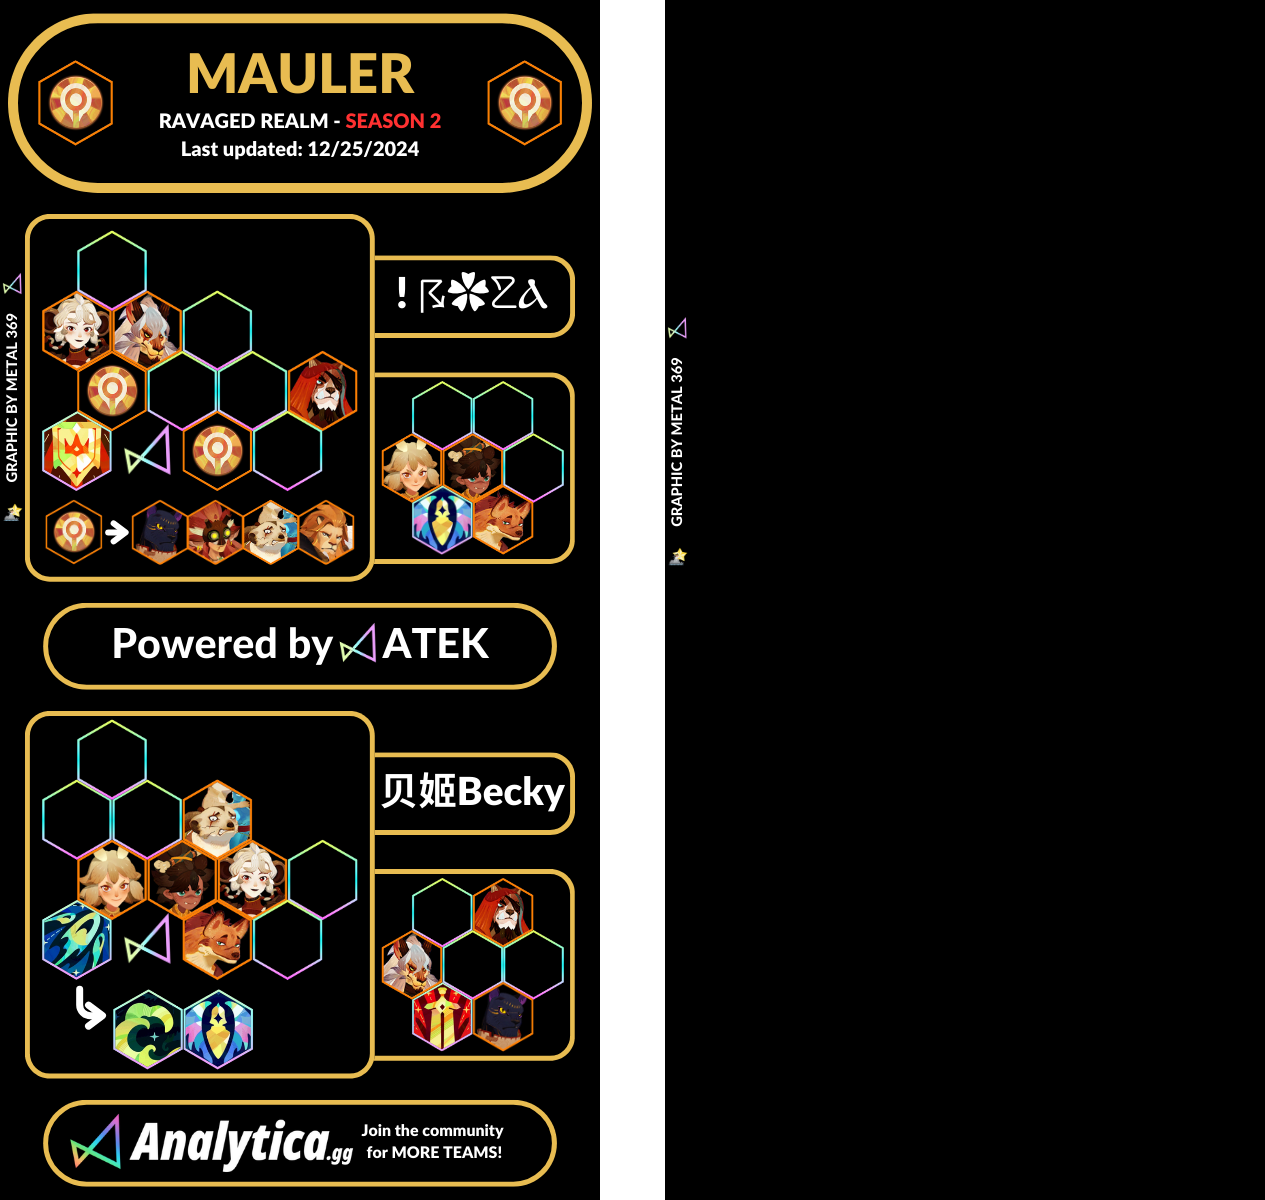 MAULER
RAVAGED REALM - SEASON 2
Last updated: 12/25/2024
GRAPHIC BY METAL 369
Powered by ATEK
贝姬Becky
Analytica.gg
Join the community
for MORE TEAMS!
GRAPHIC BY METAL 369